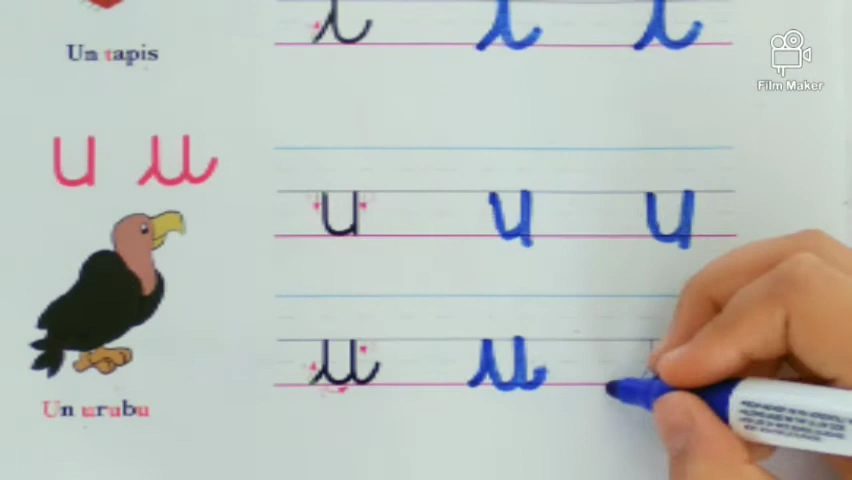 t t t
Un tapis
Film Maker
u u
u u u
u u
Un urubu